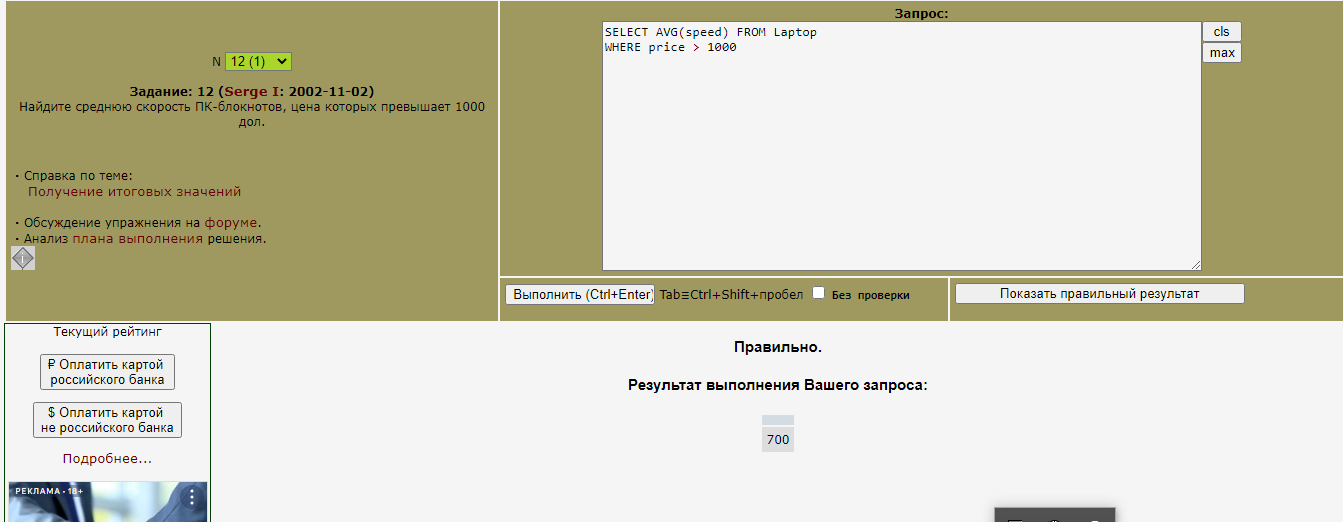 N 12 (1)
Задание: 12 (Serge I: 2002-11-02)
Найдите среднюю скорость ПК-блокнотов, цена которых превышает 1000
дол.
· Справка по теме:
Получение итоговых значений
· Обсуждение упражнения на форуме.
· Анализ плана выполнения решения.
Запрос:
SELECT AVG(speed) FROM Laptop
WHERE price > 1000
cls
max
Выполнить (Ctrl+Enter) Tab≡Ctrl+Shift+пробел Без проверки
Показать правильный результат
Текущий рейтинг
₽ Оплатить картой
российского банка
$ Оплатить картой
не российского банка
Подробнее...
РЕКЛАМА • 18+
Правильно.
Результат выполнения Вашего запроса:
700